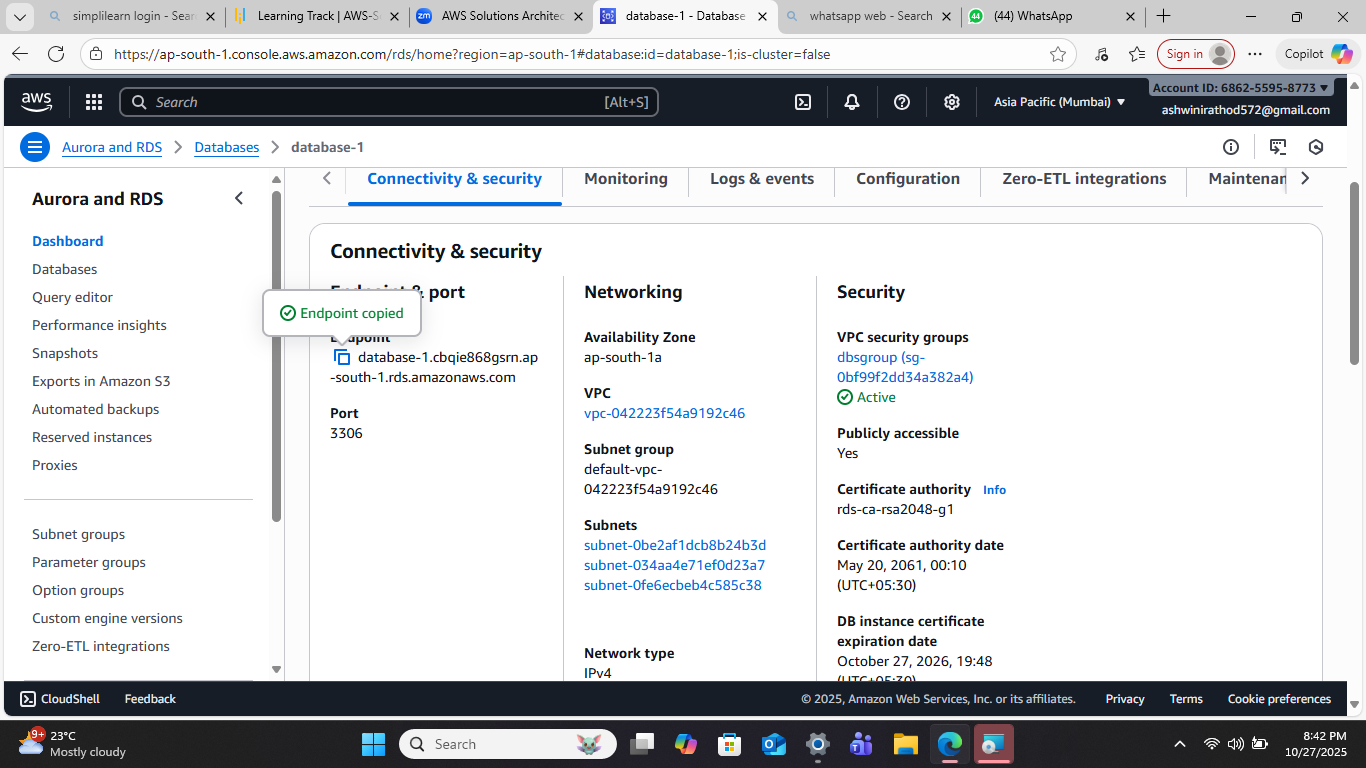 simplilearn login - Sear
Learning Track | AWS-S
zm
AWS Solutions Architec
database-1 - Database
whatsapp web - Search
44
(44) WhatsApp
https://ap-south-1.console.aws.amazon.com/rds/home?region=ap-south-1#database:id=database-1;is-cluster=false
Sign in
Copilot
aws
Search
[Alt+S]
Asia Pacific (Mumbai)
Account ID: 6862-5595-8773
ashwinirathod572@gmail.com
Aurora and RDS
Databases
database-1
Aurora and RDS
Dashboard
Databases
Query editor
Performance insights
Snapshots
Exports in Amazon S3
Automated backups
Reserved instances
Proxies
Subnet groups
Parameter groups
Option groups
Custom engine versions
Zero-ETL integrations
Connectivity & security
Monitoring
Logs & events
Configuration
Zero-ETL integrations
Maintenan
Connectivity & security
Endpoint & port
Endpoint copied
Endpoint
database-1.cbqie868gsrn.ap
-south-1.rds.amazonaws.com
Port
3306
Networking
Availability Zone
ap-south-1a
VPC
vpc-042223f54a9192c46
Subnet group
default-vpc-
042223f54a9192c46
Subnets
subnet-0be2af1dcb8b24b3d
subnet-034aa4e71ef0d23a7
subnet-0fe6ecbeb4c585c38
Network type
IPv4
Security
VPC security groups
dbsgroup (sg-
0bf99f2dd34a382a4)
Active
Publicly accessible
Yes
Certificate authority Info
rds-ca-rsa2048-g1
Certificate authority date
May 20, 2061, 00:10
(UTC+05:30)
DB instance certificate
expiration date
October 27, 2026, 19:48
(UTC+05:30)
CloudShell
Feedback
© 2025, Amazon Web Services, Inc. or its affiliates.
Privacy
Terms
Cookie preferences
9+
23°C
Mostly cloudy
Search
8:42 PM
10/27/2025